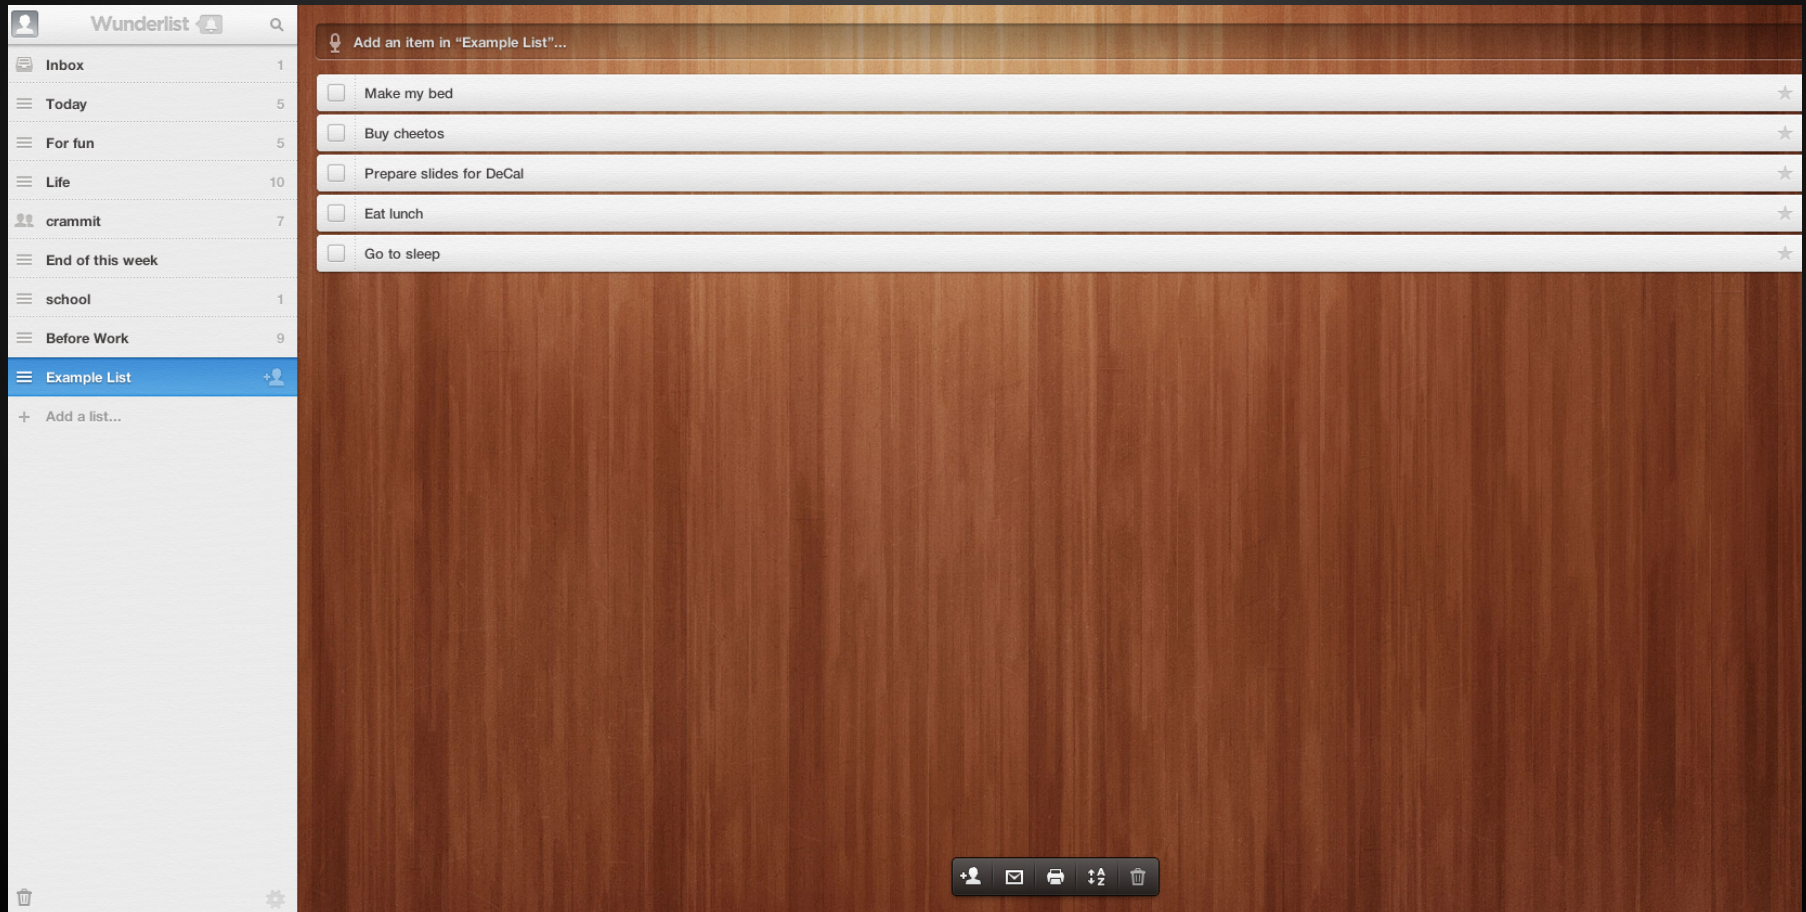 Wunderlist
Inbox 1
Today 5
For fun 5
Life 10
crammit 7
End of this week
school 1
Before Work 9
Example List
Add a list...
Add an item in “Example List”...
Make my bed
Buy cheetos
Prepare slides for DeCal
Eat lunch
Go to sleep
A
Z